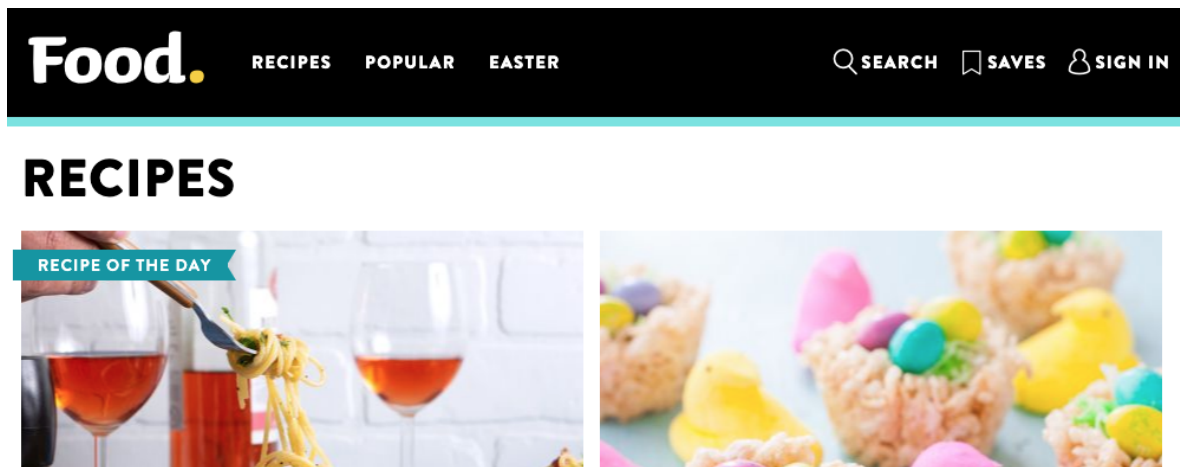 Food.
RECIPES POPULAR EASTER SEARCH SAVES SIGN IN
RECIPES
RECIPE OF THE DAY